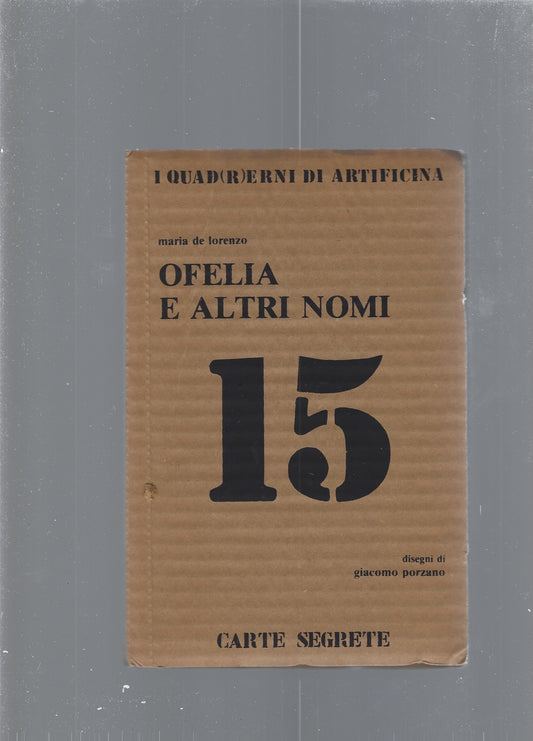 I QUAD(R)ERNI DI ARTIFICINA
maria de lorenzo
OFELIA
E ALTRI NOMI
15
disegni di
giacomo porzano
CARTE SEGRETE